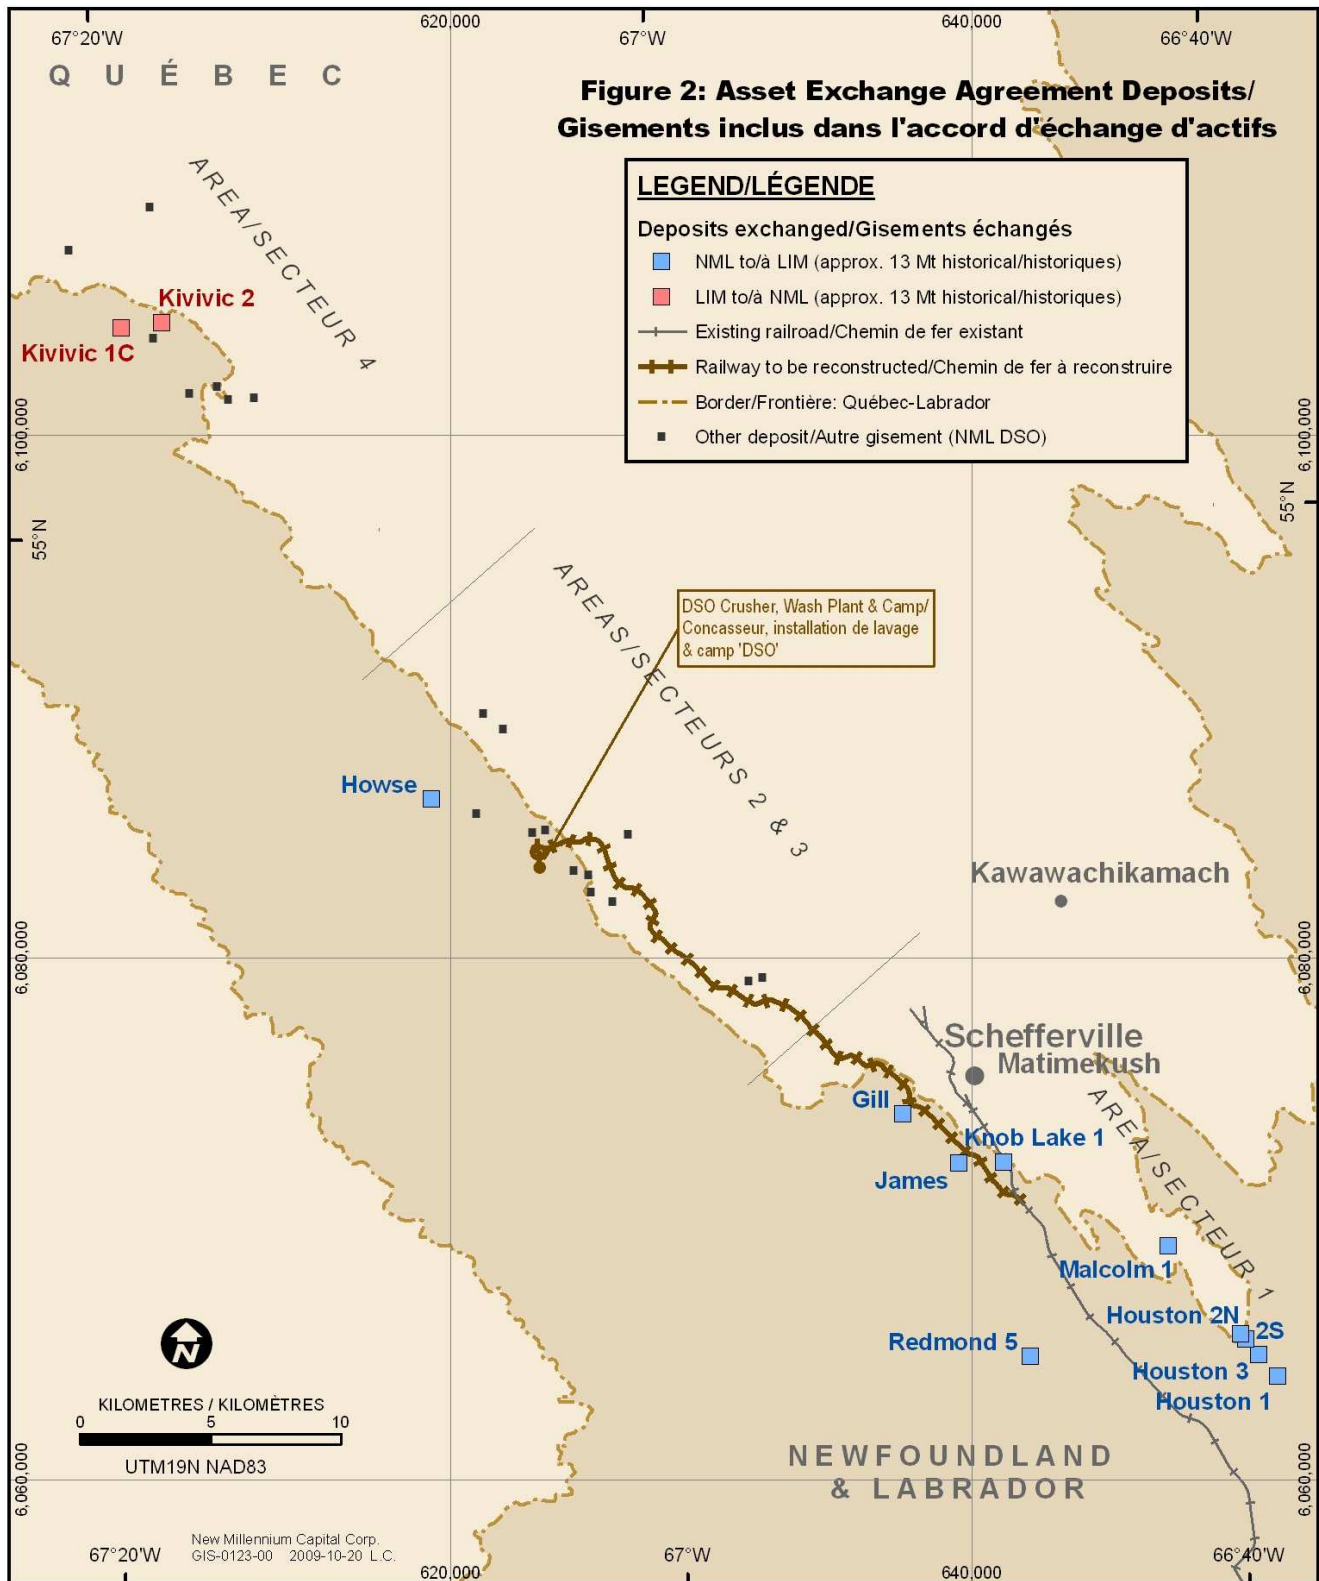 620,000
640,000
67°20'W
67°W
66°40'W
QUÉBEC
Figure 2: Asset Exchange Agreement Deposits/
Gisements inclus dans l'accord d'échange d'actifs
LEGEND/LÉGENDE
Deposits exchanged/Gisements échangés
NML to/à LIM (approx. 13 Mt historical/historiques)
LIM to/à NML (approx. 13 Mt historical/historiques)
Existing railroad/Chemin de fer existant
Railway to be reconstructed/Chemin de fer à reconstruire
Border/Frontière: Québec-Labrador
Other deposit/Autre gisement (NML DSO)
AREA/SECTEUR 4
Kivivic 2
Kivivic 1C
6,100,000
6,100,000
55°N
55°N
AREAS/SECTEURS 2 & 3
DSO Crusher, Wash Plant & Camp/
Concasseur, installation de lavage
& camp 'DSO'
Howse
Kawawachikamach
6,080,000
6,080,000
Schefferville
Matimekush
Gill
Knob Lake 1
James
AREA/SECTEUR 1
Malcolm 1
Houston 2N
2S
Redmond 5
Houston 3
Houston 1
N
KILOMETRES / KILOMÈTRES
0 5 10
UTM19N NAD83
NEWFOUNDLAND
& LABRADOR
6,060,000
6,060,000
New Millennium Capital Corp.
GIS-0123-00 2009-10-20 L.C.
67°20'W
67°W
66°40'W
620,000
640,000